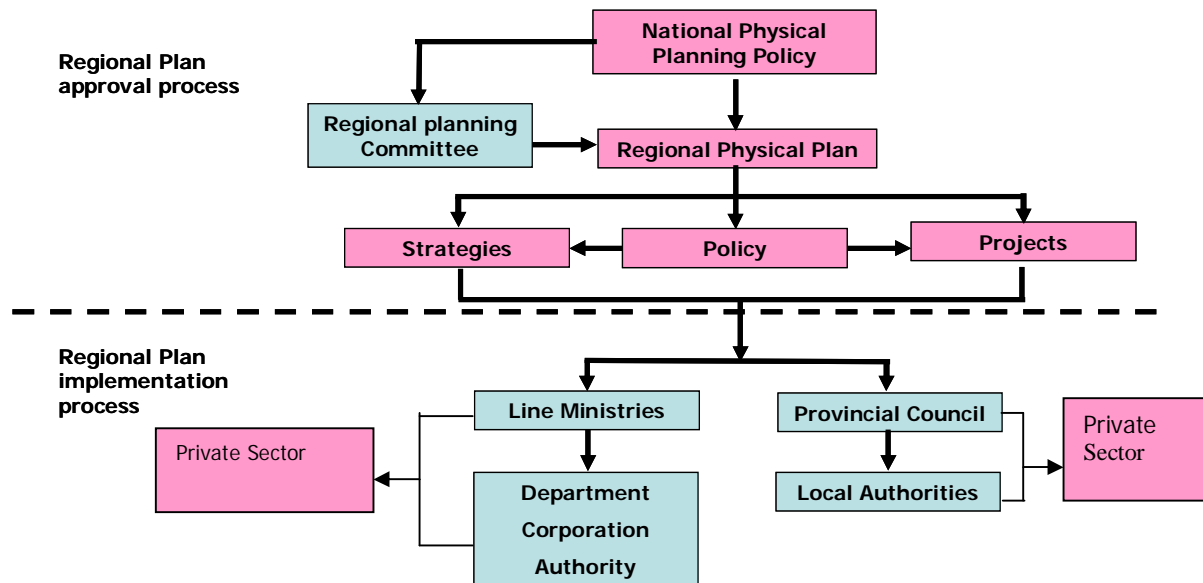 National Physical
Planning Policy
Regional Plan
approval process
Regional planning
Committee
Regional Physical Plan
Strategies
Policy
Projects
Regional Plan
implementation
process
Line Ministries
Provincial Council
Private Sector
Private
Sector
Department
Corporation
Authority
Local Authorities